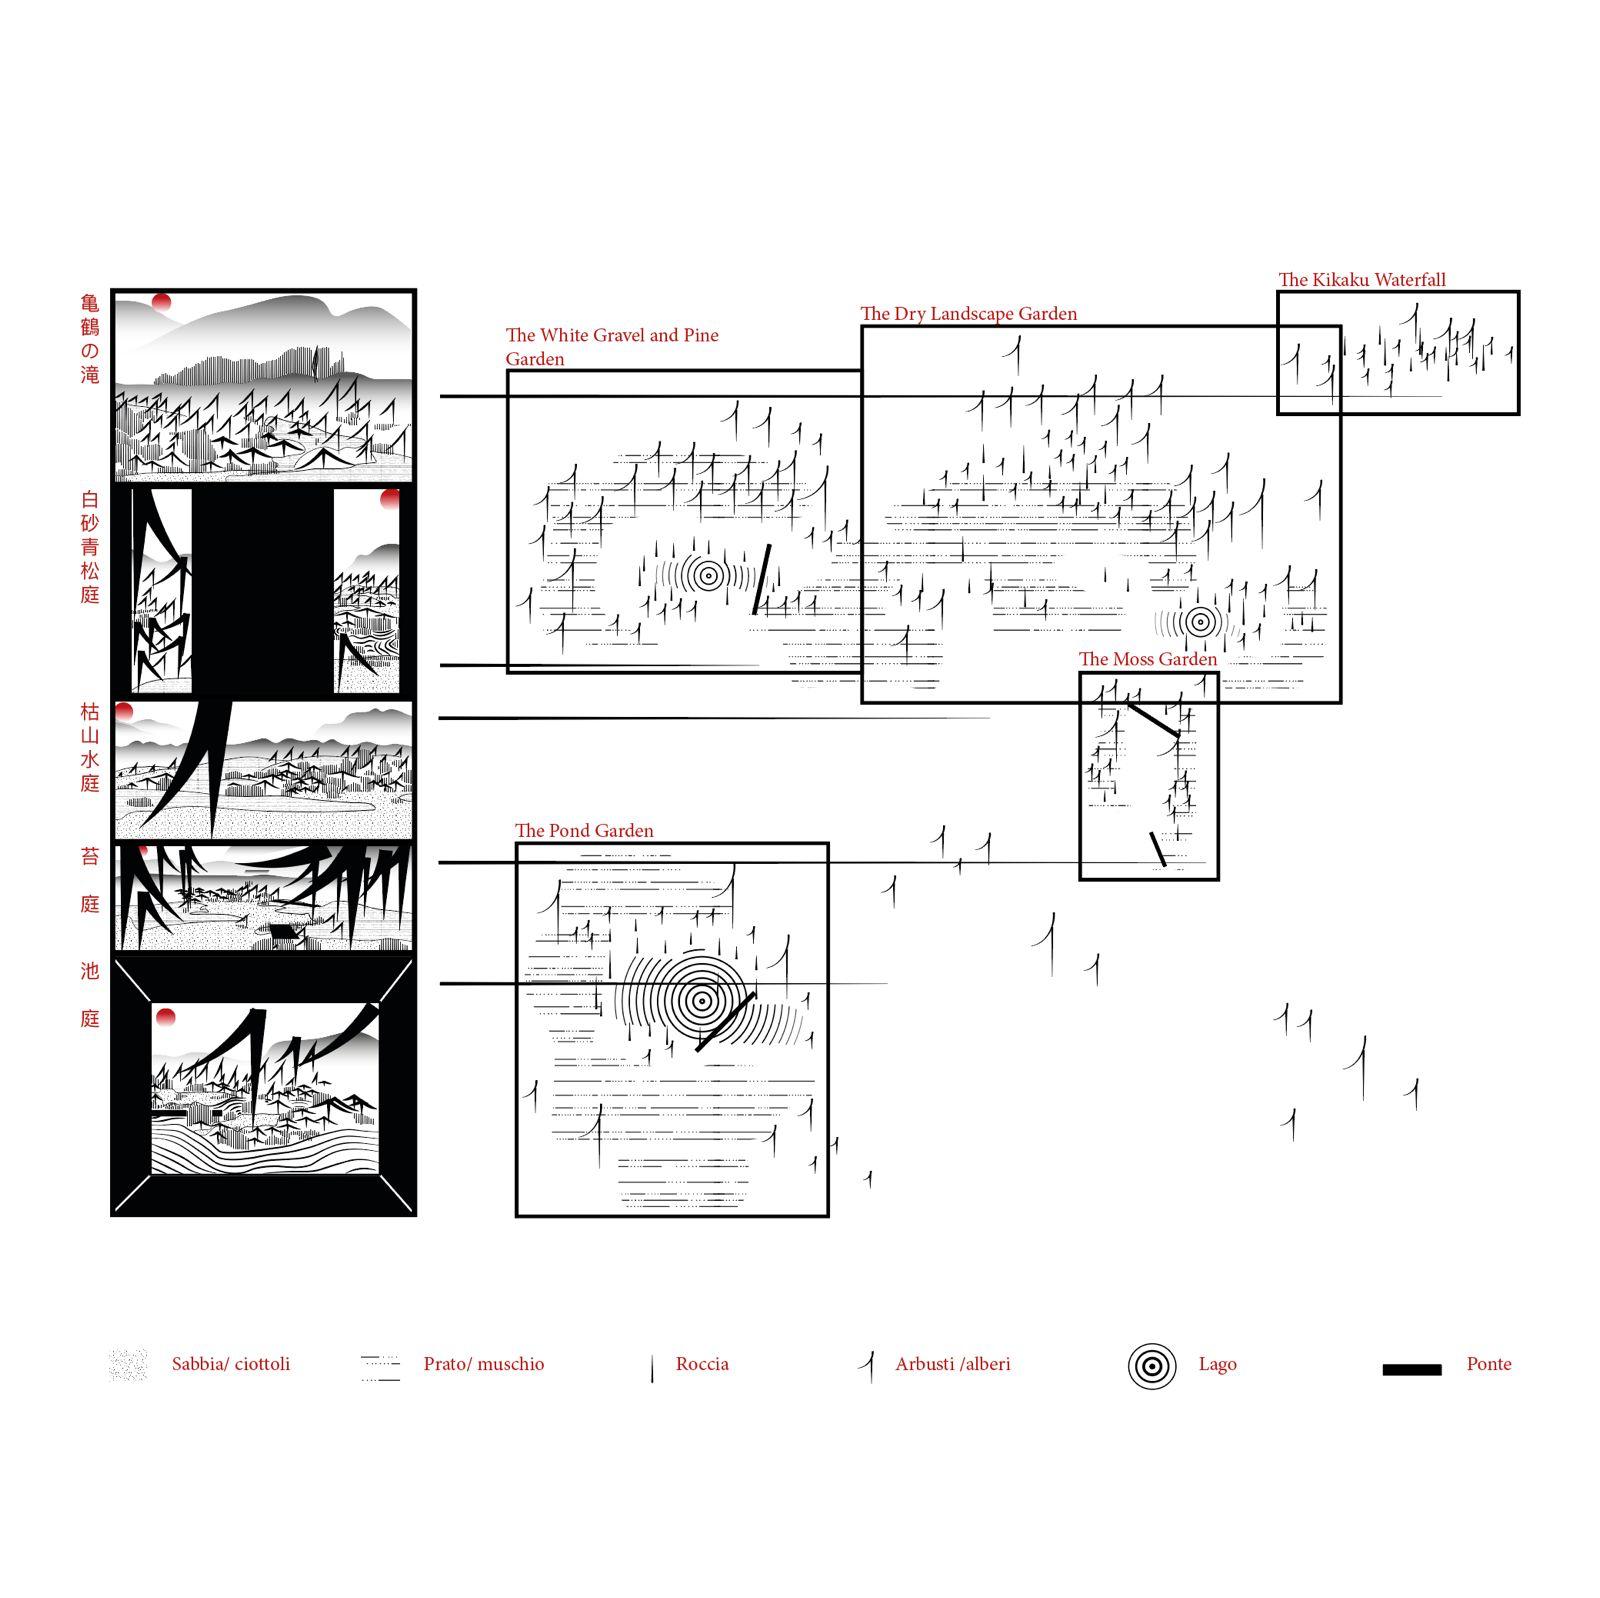 亀鶴の滝
白砂青松庭
枯山水庭
苔庭
池庭
The White Gravel and Pine
Garden
The Dry Landscape Garden
The Kikaku Waterfall
The Moss Garden
The Pond Garden
Sabbia/ ciottoli
Prato/ muschio
Roccia
Arbusti /alberi
Lago
Ponte